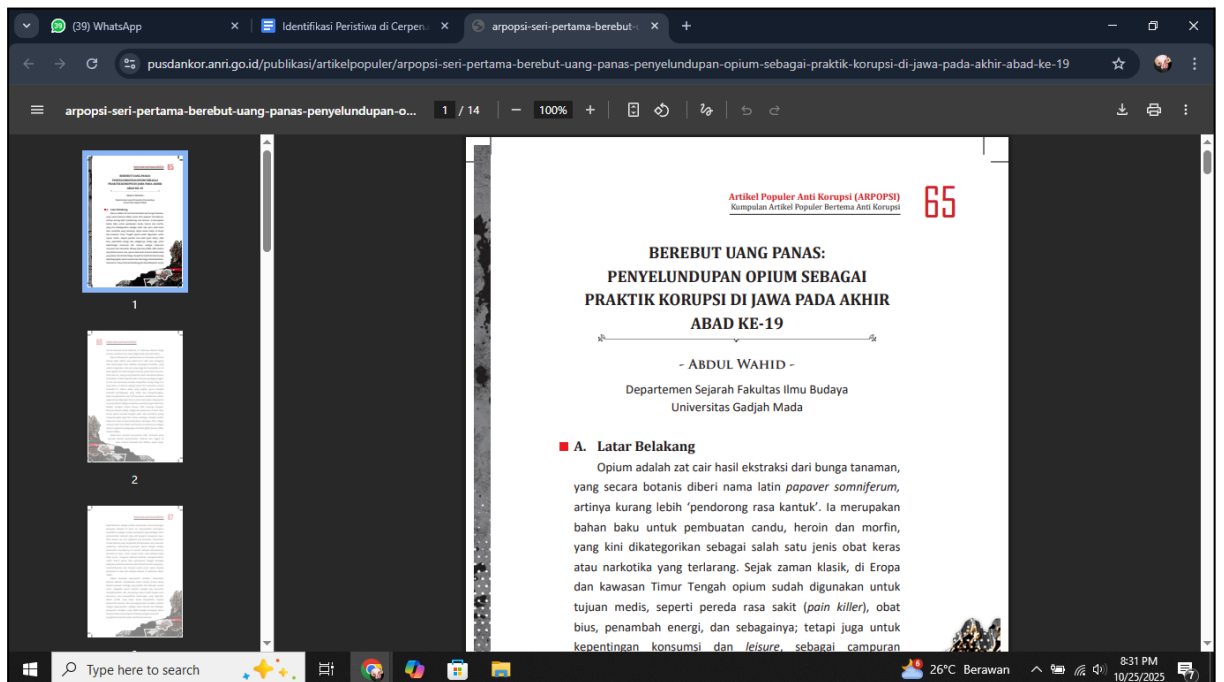 (39) WhatsApp
Identifikasi Peristiwa di Cerpen.
arpopsi-seri-pertama-berebut-u
pusdankor.anri.go.id/publikasi/artikelpopuler/arpopsi-seri-pertama-berebut-uang-panas-penyelundupan-opium-sebagai-praktik-korupsi-di-jawa-pada-akhir-abad-ke-19
arpopsi-seri-pertama-berebut-uang-panas-penyelundupan-o...
1 / 14
100%
1
2
Artikel Populer Anti Korupsi (ARPOPSI)
Kumpulan Artikel Populer Bertema Anti Korupsi
65
BEREBUT UANG PANAS:
PENYELUNDUPAN OPIUM SEBAGAI
PRAKTIK KORUPSI DI JAWA PADA AKHIR
ABAD KE-19
- ABDUL WAHID -
Departemen Sejarah Fakultas Ilmu Budaya
Universitas Gadjah Mada
A. Latar Belakang
Opium adalah zat cair hasil ekstraksi dari bunga tanaman,
yang secara botanis diberi nama latin papaver somniferum,
artinya kurang lebih ‘pendorong rasa kantuk’. Ia merupakan
bahan baku untuk pembuatan candu, heroin dan morfin,
yang kini dikategorikan sebagai salah satu jenis obat keras
atau narkotika yang terlarang. Sejak zaman klasik, di Eropa
dan kawasan Timur Tengah opium sudah digunakan untuk
tujuan medis, seperti pereda rasa sakit (pain killer), obat
bius, penambah energi, dan sebagainya; tetapi juga untuk
kepentingan konsumsi dan leisure, sebagai campuran
Type here to search
26°C Berawan
8:31 PM
10/25/2025